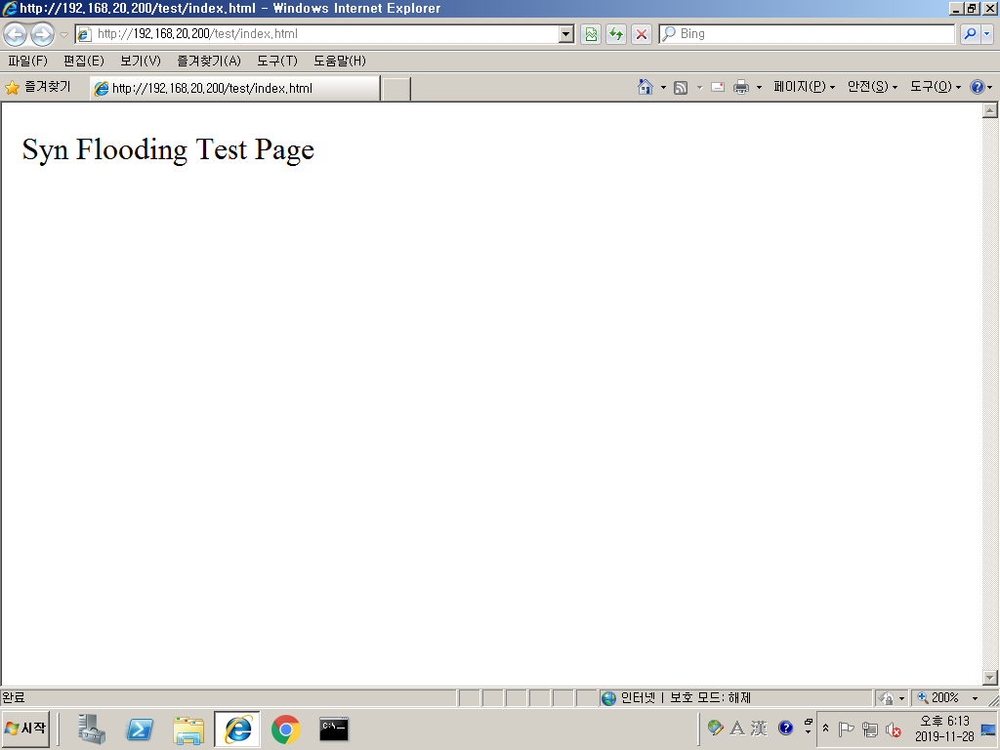 http://192.168.20.200/test/index.html - Windows Internet Explorer
http://192.168.20.200/test/index.html
Bing
파일(F) 편집(E) 보기(V) 즐겨찾기(A) 도구(T) 도움말(H)
즐겨찾기 http://192.168.20.200/test/index.html 페이지(P) 안전(S) 도구(O)
Syn Flooding Test Page
완료 인터넷 | 보호 모드: 해제 200%
시작 C:\ A 漢 오후 6:13
2019-11-28